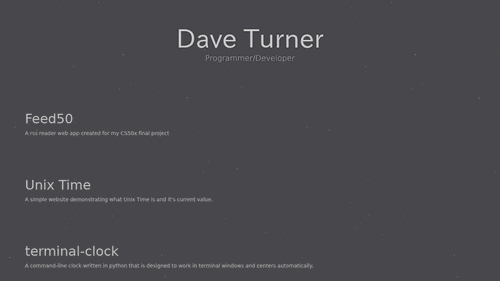 Dave Turner
Programmer/Developer
Feed50
A rss reader web app created for my CS50x final project
Unix Time
A simple website demonstrating what Unix Time is and it's current value.
terminal-clock
A command-line clock written in python that is designed to work in terminal windows and centers automatically.